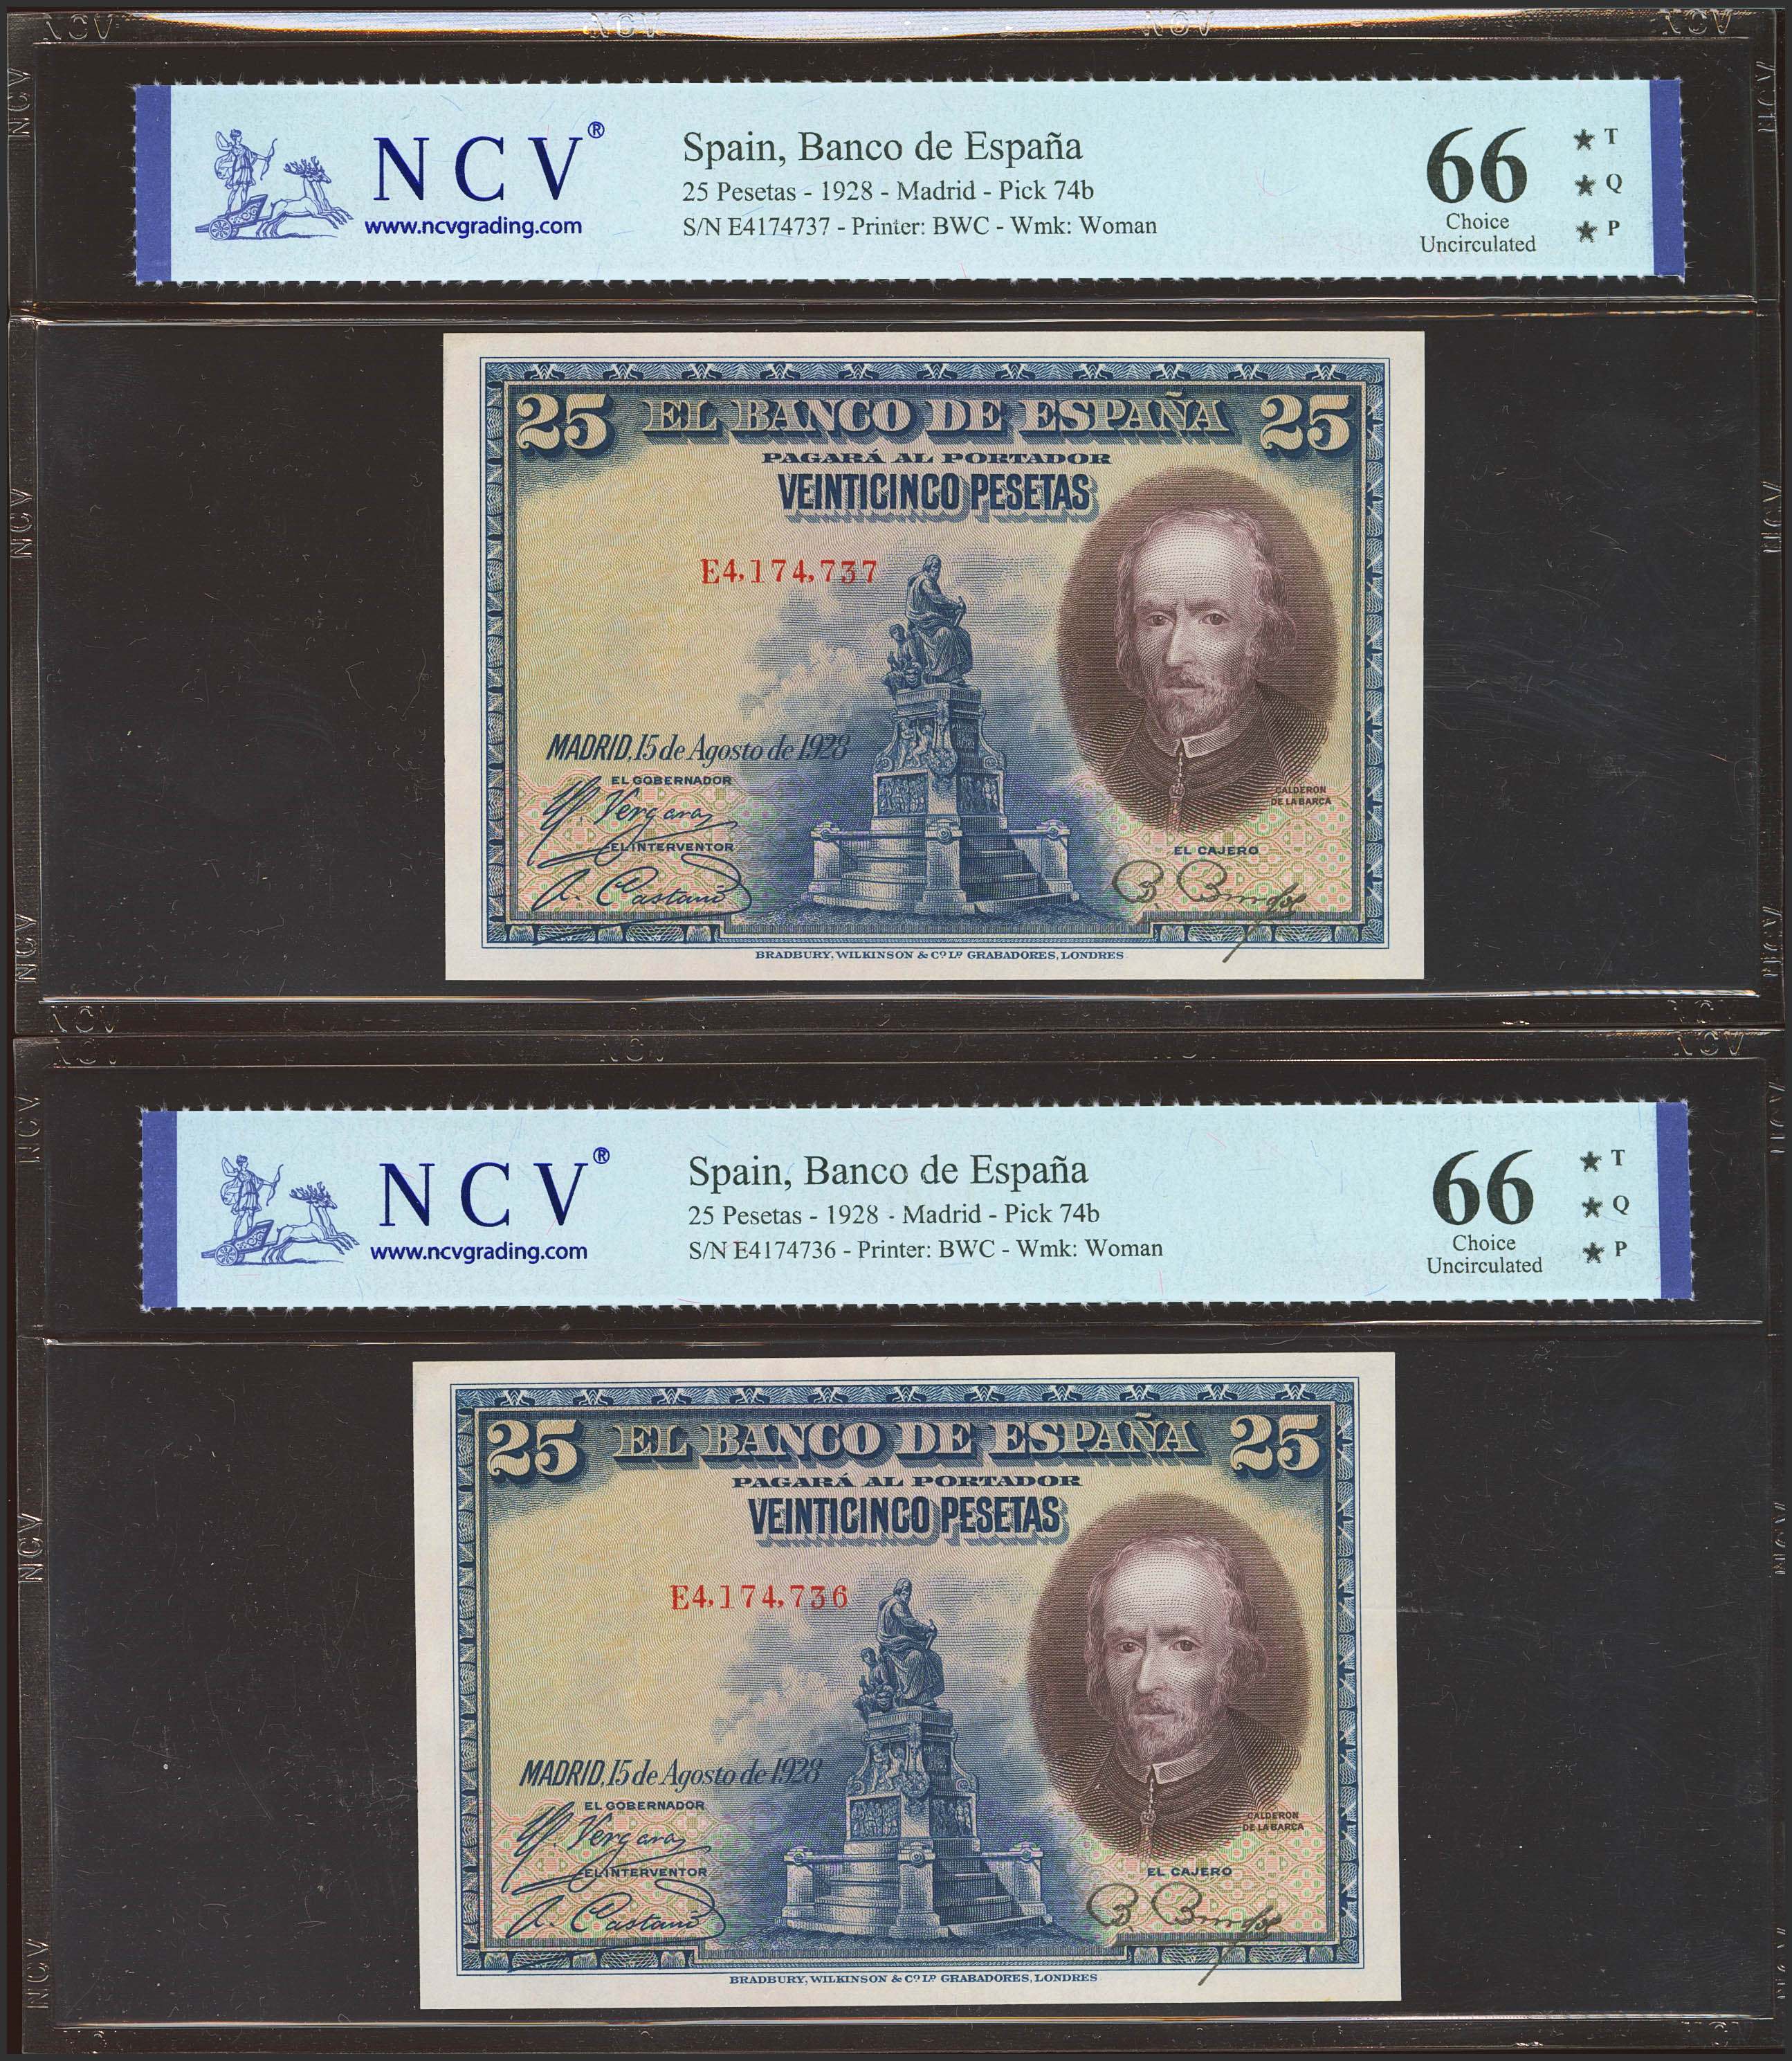 NCV®
www.ncvgrading.com
Spain, Banco de España
25 Pesetas - 1928 - Madrid - Pick 74b
S/N E4174737 - Printer: BWC - Wmk: Woman
66
Choice
Uncirculated
★ T
★ Q
★ P
25 EL BANCO DE ESPAÑA 25
PAGARÁ AL PORTADOR
VEINTICINCO PESETAS
E4,174,737
MADRID, 15 de Agosto de 1928
EL GOBERNADOR
Vergara
EL INTERVENTOR
A. Castaño
CALDERON
DE LA BARCA
EL CAJERO
BRADBURY, WILKINSON & Cº Lº GRABADORES, LONDRES
NCV®
www.ncvgrading.com
Spain, Banco de España
25 Pesetas - 1928 - Madrid - Pick 74b
S/N E4174736 - Printer: BWC - Wmk: Woman
66
Choice
Uncirculated
★ T
★ Q
★ P
25 EL BANCO DE ESPAÑA 25
PAGARÁ AL PORTADOR
VEINTICINCO PESETAS
E4,174,736
MADRID, 15 de Agosto de 1928
EL GOBERNADOR
Vergara
EL INTERVENTOR
A. Castaño
CALDERON
DE LA BARCA
EL CAJERO
BRADBURY, WILKINSON & Cº Lº GRABADORES, LONDRES